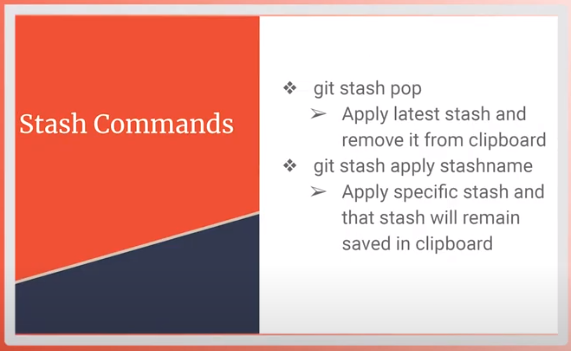 Stash Commands
❖ git stash pop
➢ Apply latest stash and
remove it from clipboard
❖ git stash apply stashname
➢ Apply specific stash and
that stash will remain
saved in clipboard